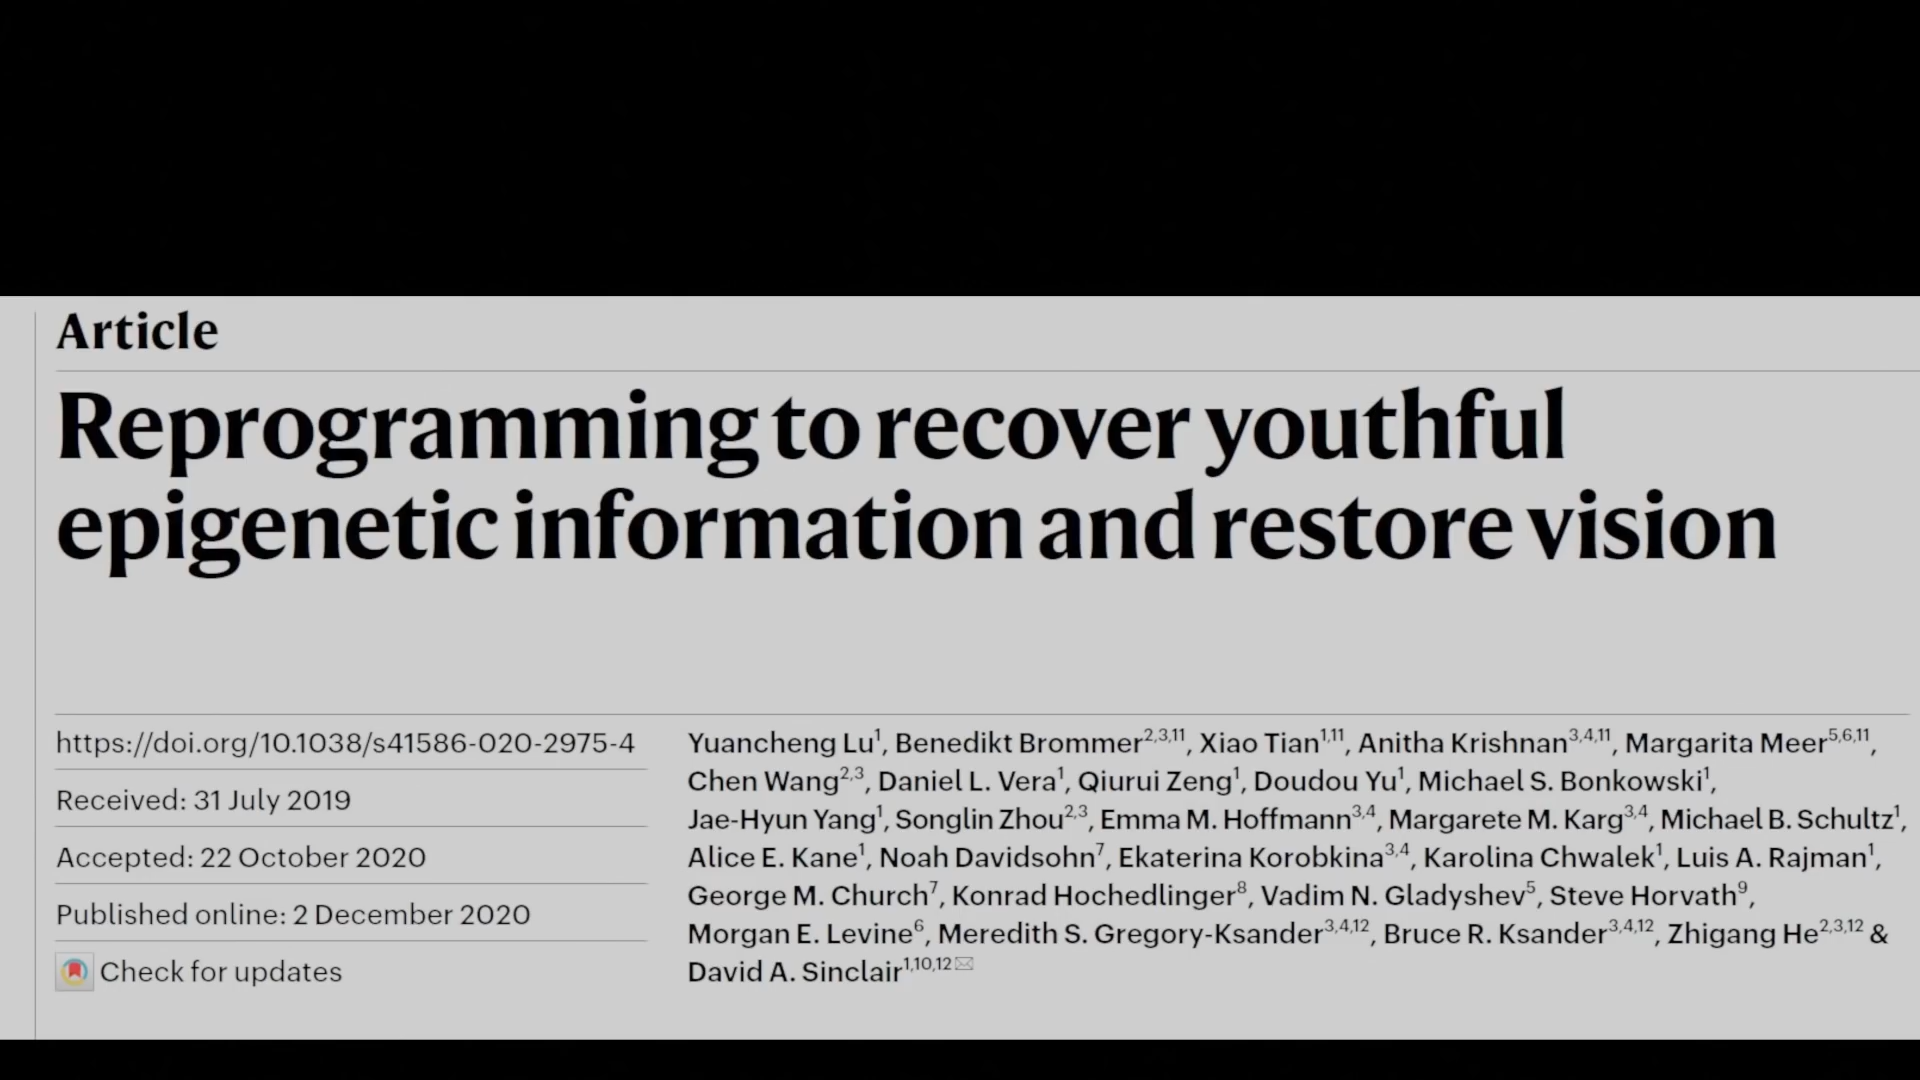 Article
Reprogramming to recover youthful
epigenetic information and restore vision
https://doi.org/10.1038/s41586-020-2975-4
Received: 31 July 2019
Accepted: 22 October 2020
Published online: 2 December 2020
Check for updates
Yuancheng Lu1, Benedikt Brommer2,3,11, Xiao Tian1,11, Anitha Krishnan3,4,11, Margarita Meer5,6,11,
Chen Wang2,3, Daniel L. Vera1, Qiurui Zeng1, Doudou Yu1, Michael S. Bonkowski1,
Jae-Hyun Yang1, Songlin Zhou2,3, Emma M. Hoffmann3,4, Margarete M. Karg3,4, Michael B. Schultz1,
Alice E. Kane1, Noah Davidsohn7, Ekaterina Korobkina3,4, Karolina Chwalek1, Luis A. Rajman1,
George M. Church7, Konrad Hochedlinger8, Vadim N. Gladyshev5, Steve Horvath9,
Morgan E. Levine6, Meredith S. Gregory-Ksander3,4,12, Bruce R. Ksander3,4,12, Zhigang He2,3,12 &
David A. Sinclair1,10,12